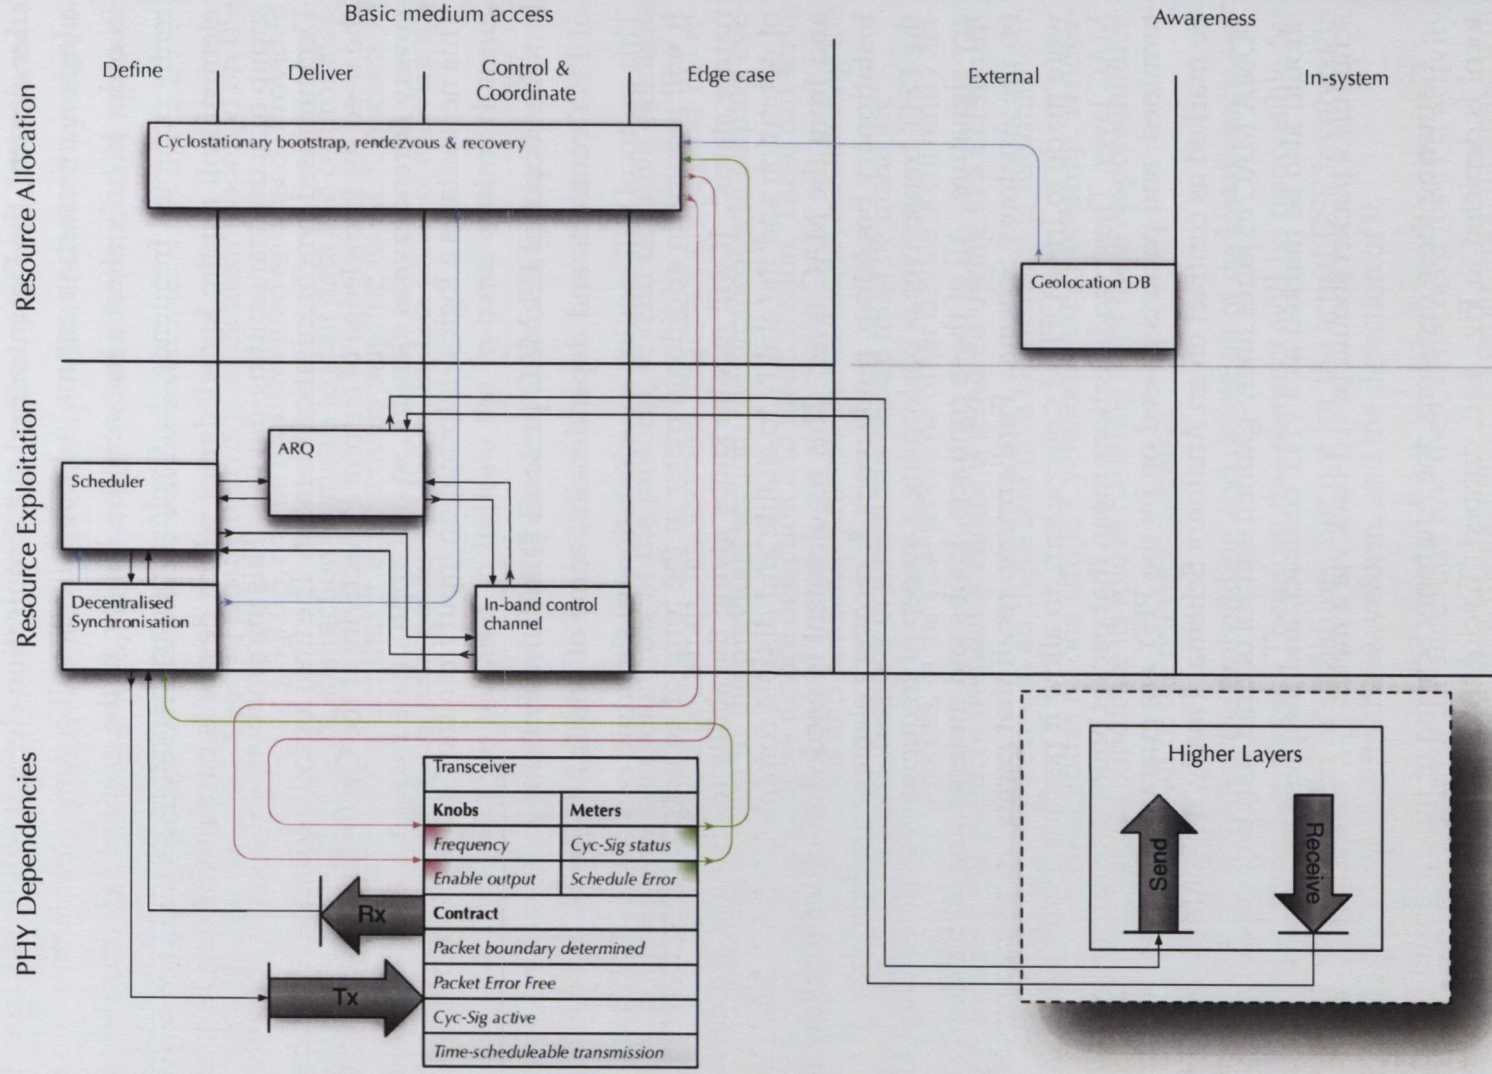 Basic medium access
Awareness
Define
Deliver
Control &
Coordinate
Edge case
External
In-system
Resource Allocation
Cyclostationary bootstrap, rendezvous & recovery
Geolocation DB
Resource Exploitation
ARQ
Scheduler
Decentralised
Synchronisation
In-band control
channel
PHY Dependencies
Transceiver
Knobs
Meters
Frequency
Cyc-Sig status
Enable output
Schedule Error
Contract
Packet boundary determined
Packet Error Free
Cyc-Sig active
Time-scheduleable transmission
Rx
Tx
Higher Layers
Send
Receive